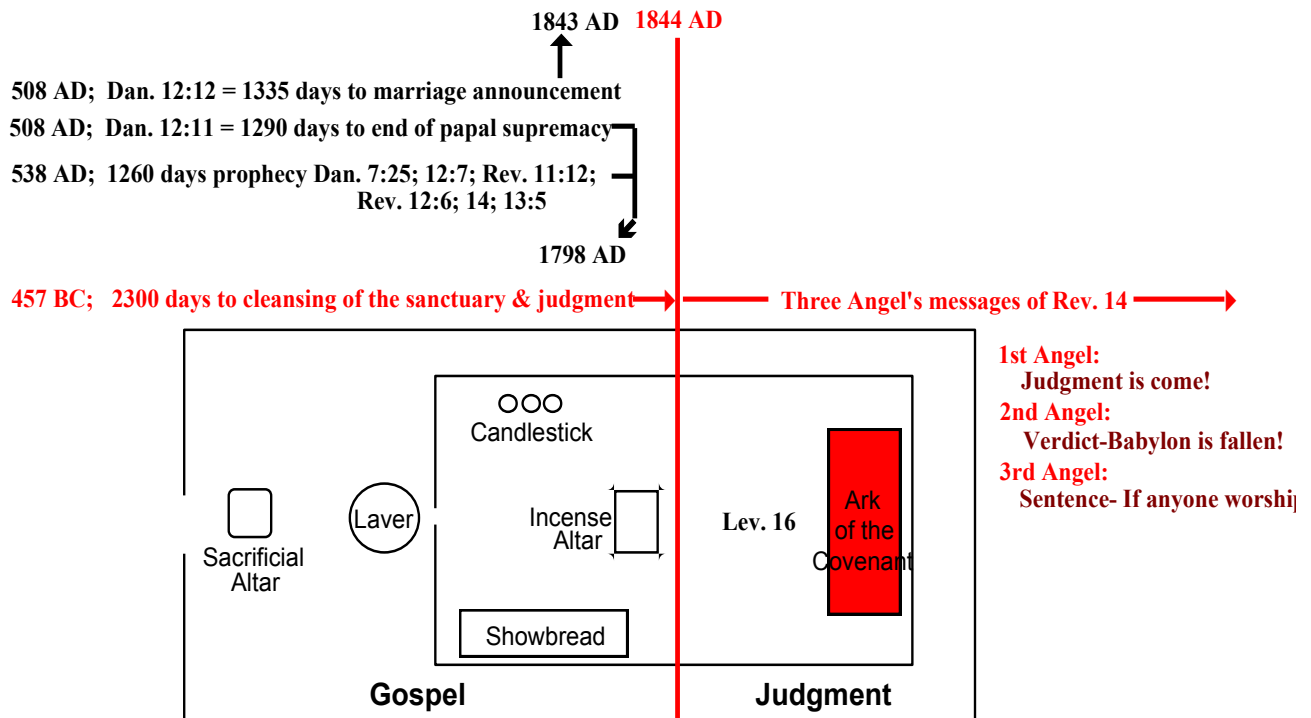 1843 AD 1844 AD
508 AD; Dan. 12:12 = 1335 days to marriage announcement
508 AD; Dan. 12:11 = 1290 days to end of papal supremacy
538 AD; 1260 days prophecy Dan. 7:25; 12:7; Rev. 11:12;
Rev. 12:6; 14; 13:5
1798 AD
457 BC; 2300 days to cleansing of the sanctuary & judgment
Three Angel's messages of Rev. 14
1st Angel:
Judgment is come!
2nd Angel:
Verdict-Babylon is fallen!
3rd Angel:
Sentence- If anyone worship
Candlestick
Laver
Sacrificial
Altar
Incense
Altar
Showbread
Lev. 16
Ark
of the
Covenant
Gospel
Judgment